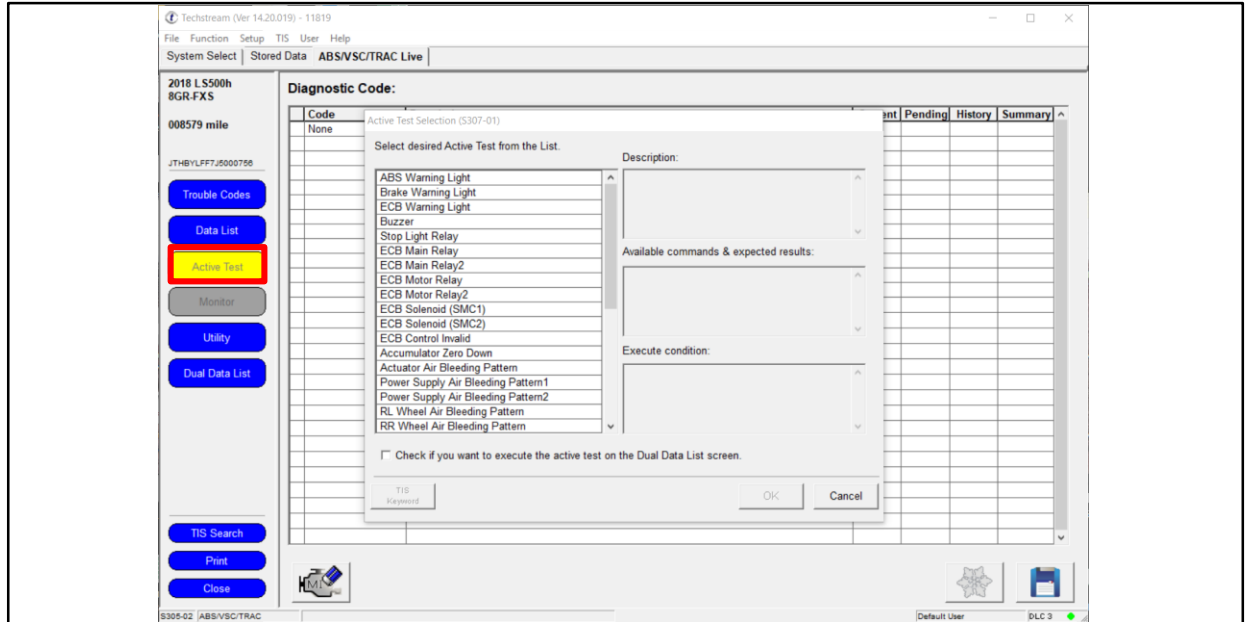 Techstream (Ver 14.20.019) - 11819
File Function Setup TIS User Help
System Select Stored Data ABS/VSC/TRAC Live
2018 LS500h
8GR-FXS
008579 mile
JTHBYLFF7J5000756
Trouble Codes
Data List
Active Test
Monitor
Utility
Dual Data List
TIS Search
Print
Close
Diagnostic Code:
Code Pending History Summary
None
Active Test Selection (S307-01)
Select desired Active Test from the List.
ABS Warning Light
Brake Warning Light
ECB Warning Light
Buzzer
Stop Light Relay
ECB Main Relay
ECB Main Relay2
ECB Motor Relay
ECB Motor Relay2
ECB Solenoid (SMC1)
ECB Solenoid (SMC2)
ECB Control Invalid
Accumulator Zero Down
Actuator Air Bleeding Pattern
Power Supply Air Bleeding Pattern1
Power Supply Air Bleeding Pattern2
RL Wheel Air Bleeding Pattern
RR Wheel Air Bleeding Pattern
Description:
Available commands & expected results:
Execute condition:
Check if you want to execute the active test on the Dual Data List screen.
TIS
Keyword
OK Cancel
S305-02 ABS/VSC/TRAC Default User DLC 3